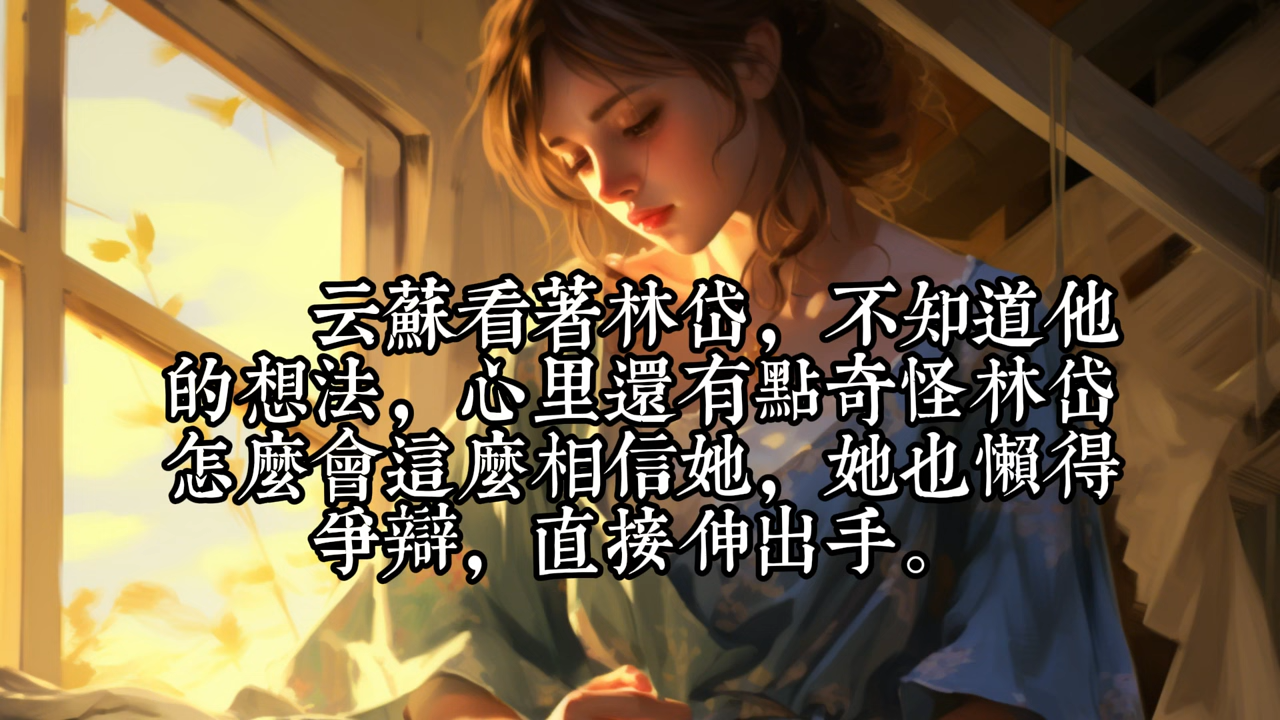 云蘇看著林岱，不知道他
的想法，心里還有點奇怪林岱
怎麼會這麼相信她，她也懶得
爭辯，直接伸出手。